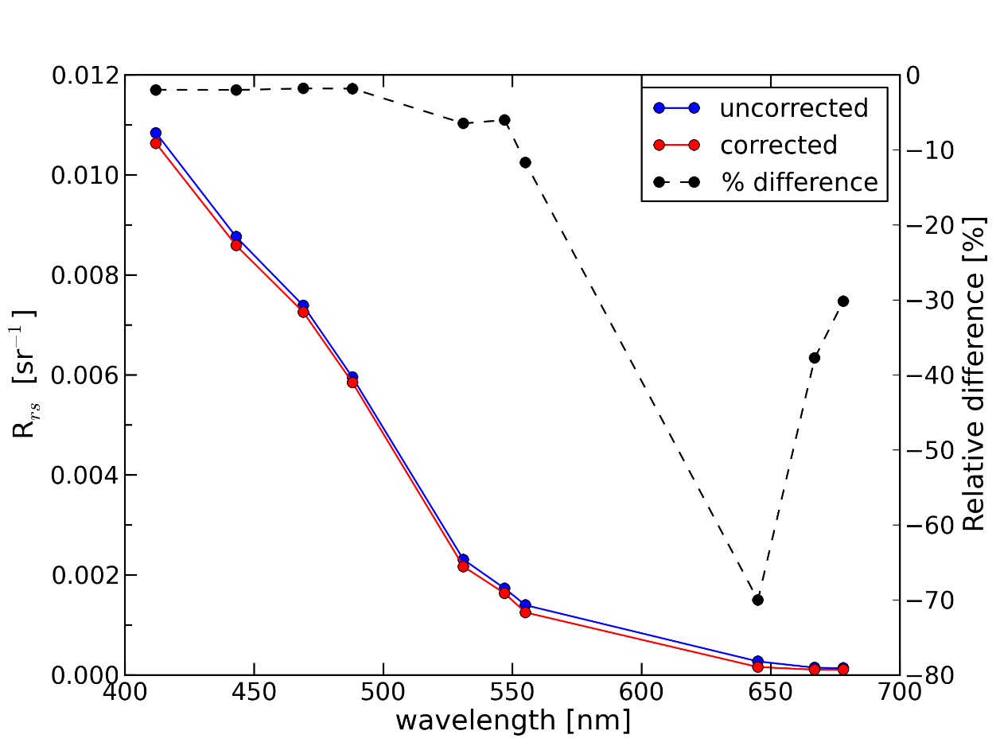 0.012
0.010
0.008
0.006
0.004
0.002
0.000
R_rs [sr^−1]
400 450 500 550 600 650 700
wavelength [nm]
0
−10
−20
−30
−40
−50
−60
−70
−80
Relative difference [%]
uncorrected
corrected
% difference